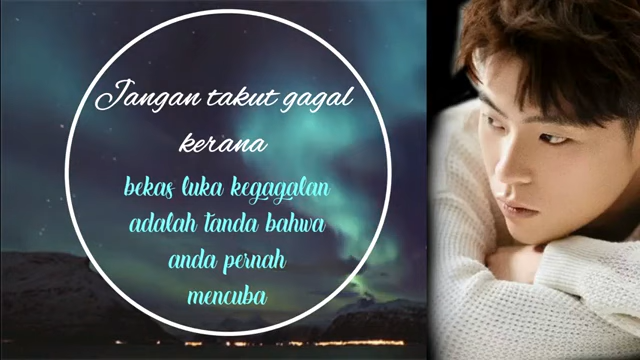 Jangan takut gagal
kerana
bekas luka kegagalan
adalah tanda bahwa
anda pernah
mencuba